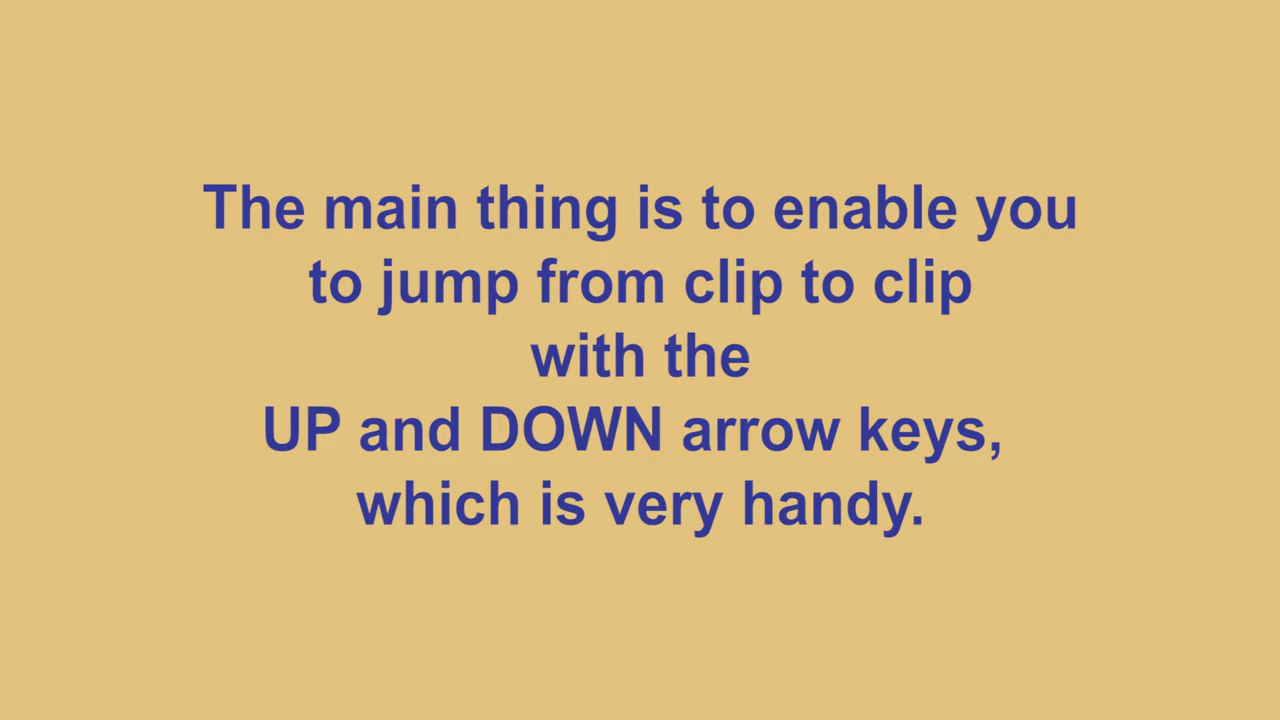 The main thing is to enable you
to jump from clip to clip
with the
UP and DOWN arrow keys,
which is very handy.